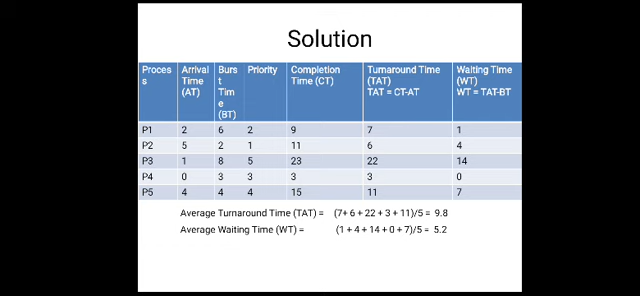 Solution
Process Arrival Time (AT) Burst Time (BT) Priority Completion Time (CT) Turnaround Time (TAT) TAT = CT-AT Waiting Time (WT) WT = TAT-BT
P1 2 6 2 9 7 1
P2 5 2 1 11 6 4
P3 1 8 5 23 22 14
P4 0 3 3 3 3 0
P5 4 4 4 15 11 7
Average Turnaround Time (TAT) = (7+ 6 + 22 + 3 + 11)/5 = 9.8
Average Waiting Time (WT) = (1 + 4 + 14 + 0 + 7)/5 = 5.2